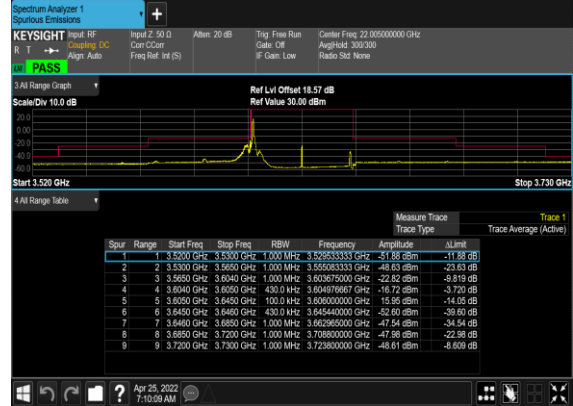 Spectrum Analyzer 1
Spurious Emissions
KEYSIGHT Input: RF Input Z: 50 Ω Atten: 20 dB Trig: Free Run Center Freq: 22.005000000 GHz
R T Coupling: DC Corr CCorr Gate: Off Avg|Hold: 300/300
Align: Auto Freq Ref: Int (S) IF Gain: Low Radio Std: None
PASS
3 All Range Graph
Ref Lvl Offset 18.57 dB
Scale/Div 10.0 dB Ref Value 30.00 dBm
20.0
0.00
-20.0
-40.0
-60.0
Start 3.520 GHz Stop 3.730 GHz
4 All Range Table
Measure Trace Trace 1
Trace Type Trace Average (Active)
Spur Range Start Freq Stop Freq RBW Frequency Amplitude ΔLimit
1 1 3.5200 GHz 3.5300 GHz 1.000 MHz 3.529533333 GHz -51.88 dBm -11.88 dB
2 2 3.5300 GHz 3.5650 GHz 1.000 MHz 3.555083333 GHz -48.63 dBm -23.63 dB
3 3 3.5650 GHz 3.6040 GHz 1.000 MHz 3.603675000 GHz -22.82 dBm -9.819 dB
4 4 3.6040 GHz 3.6050 GHz 430.0 kHz 3.604976667 GHz -16.72 dBm -3.720 dB
5 5 3.6050 GHz 3.6450 GHz 100.0 kHz 3.606000000 GHz 15.95 dBm -14.05 dB
6 6 3.6450 GHz 3.6460 GHz 430.0 kHz 3.645440000 GHz -52.60 dBm -39.60 dB
7 7 3.6460 GHz 3.6850 GHz 1.000 MHz 3.662965000 GHz -47.54 dBm -34.54 dB
8 8 3.6850 GHz 3.7200 GHz 1.000 MHz 3.708800000 GHz -47.98 dBm -22.98 dB
9 9 3.7200 GHz 3.7300 GHz 1.000 MHz 3.723800000 GHz -48.61 dBm -8.609 dB
? Apr 25, 2022
7:10:09 AM